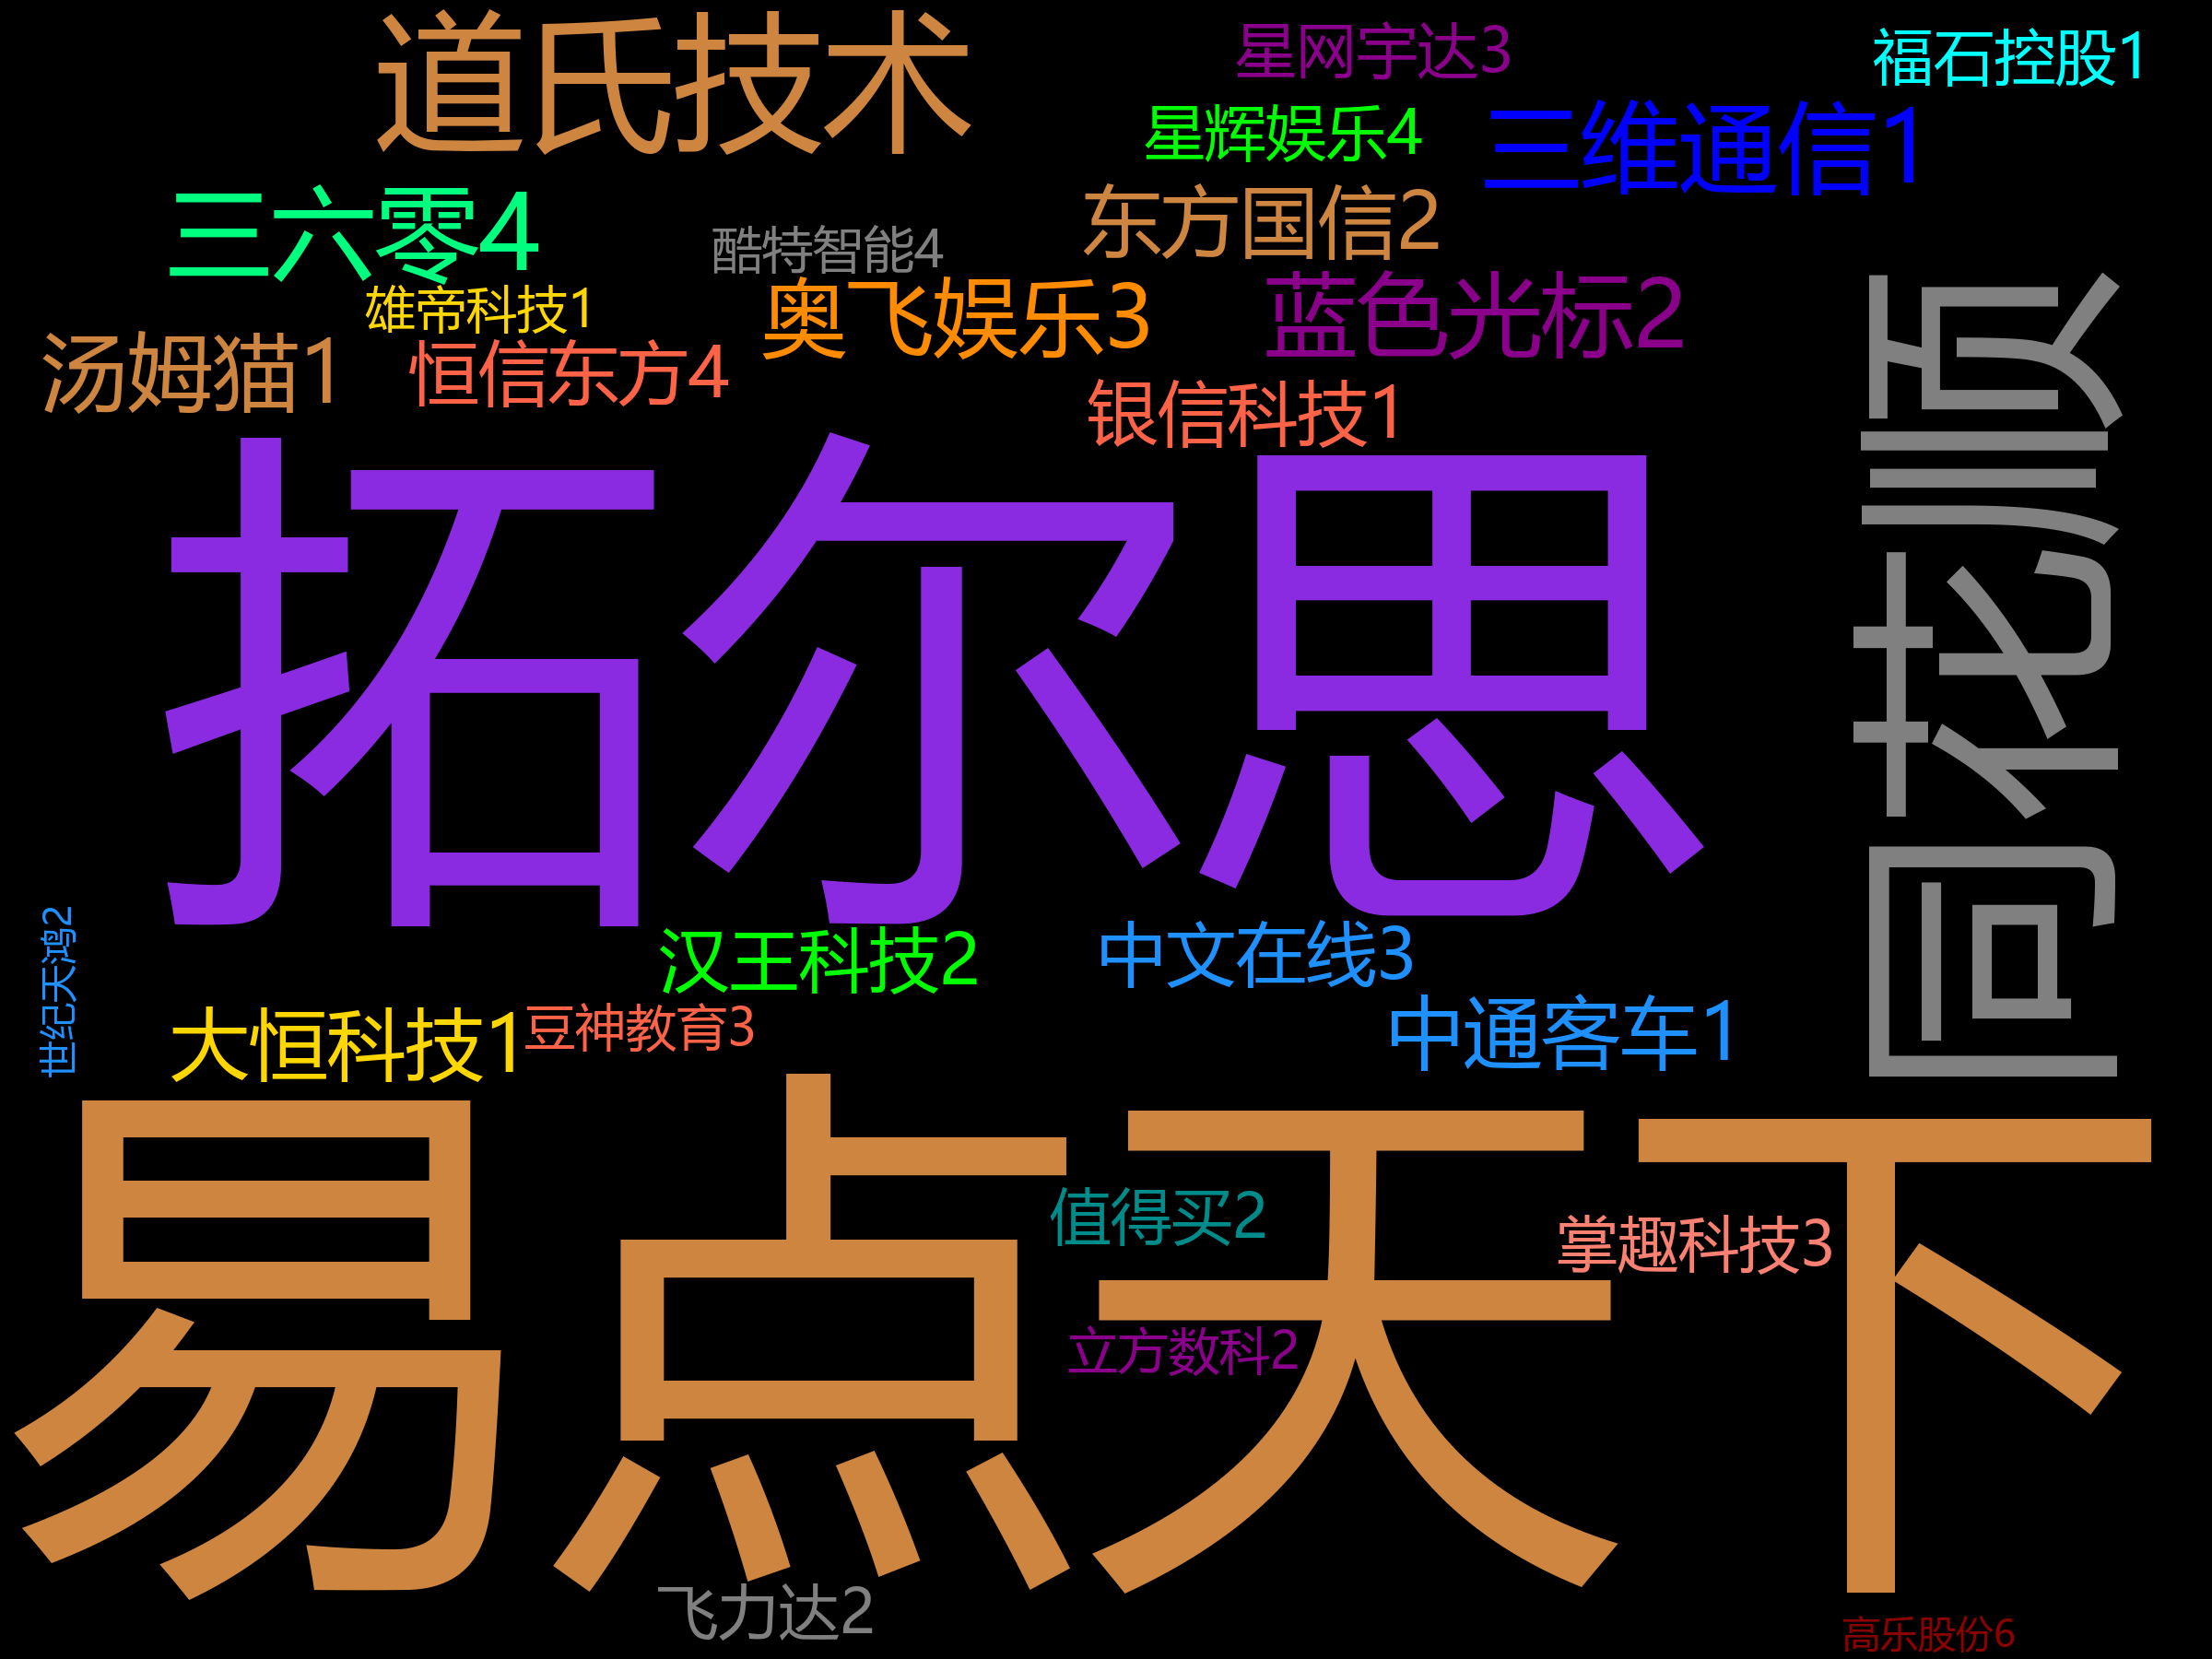 道氏技术
星网宇达3
福石控股1
星辉娱乐4
三维通信1
三六零4
酷特智能4
东方国信2
雄帝科技1
奥飞娱乐3
蓝色光标2
汤姆猫1
恒信东方4
银信科技1
拓尔思
同花顺
世纪天鸿2
汉王科技2
中文在线3
大恒科技1
豆神教育3
中通客车1
易点天下
值得买2
掌趣科技3
立方数科2
飞力达2
高乐股份6